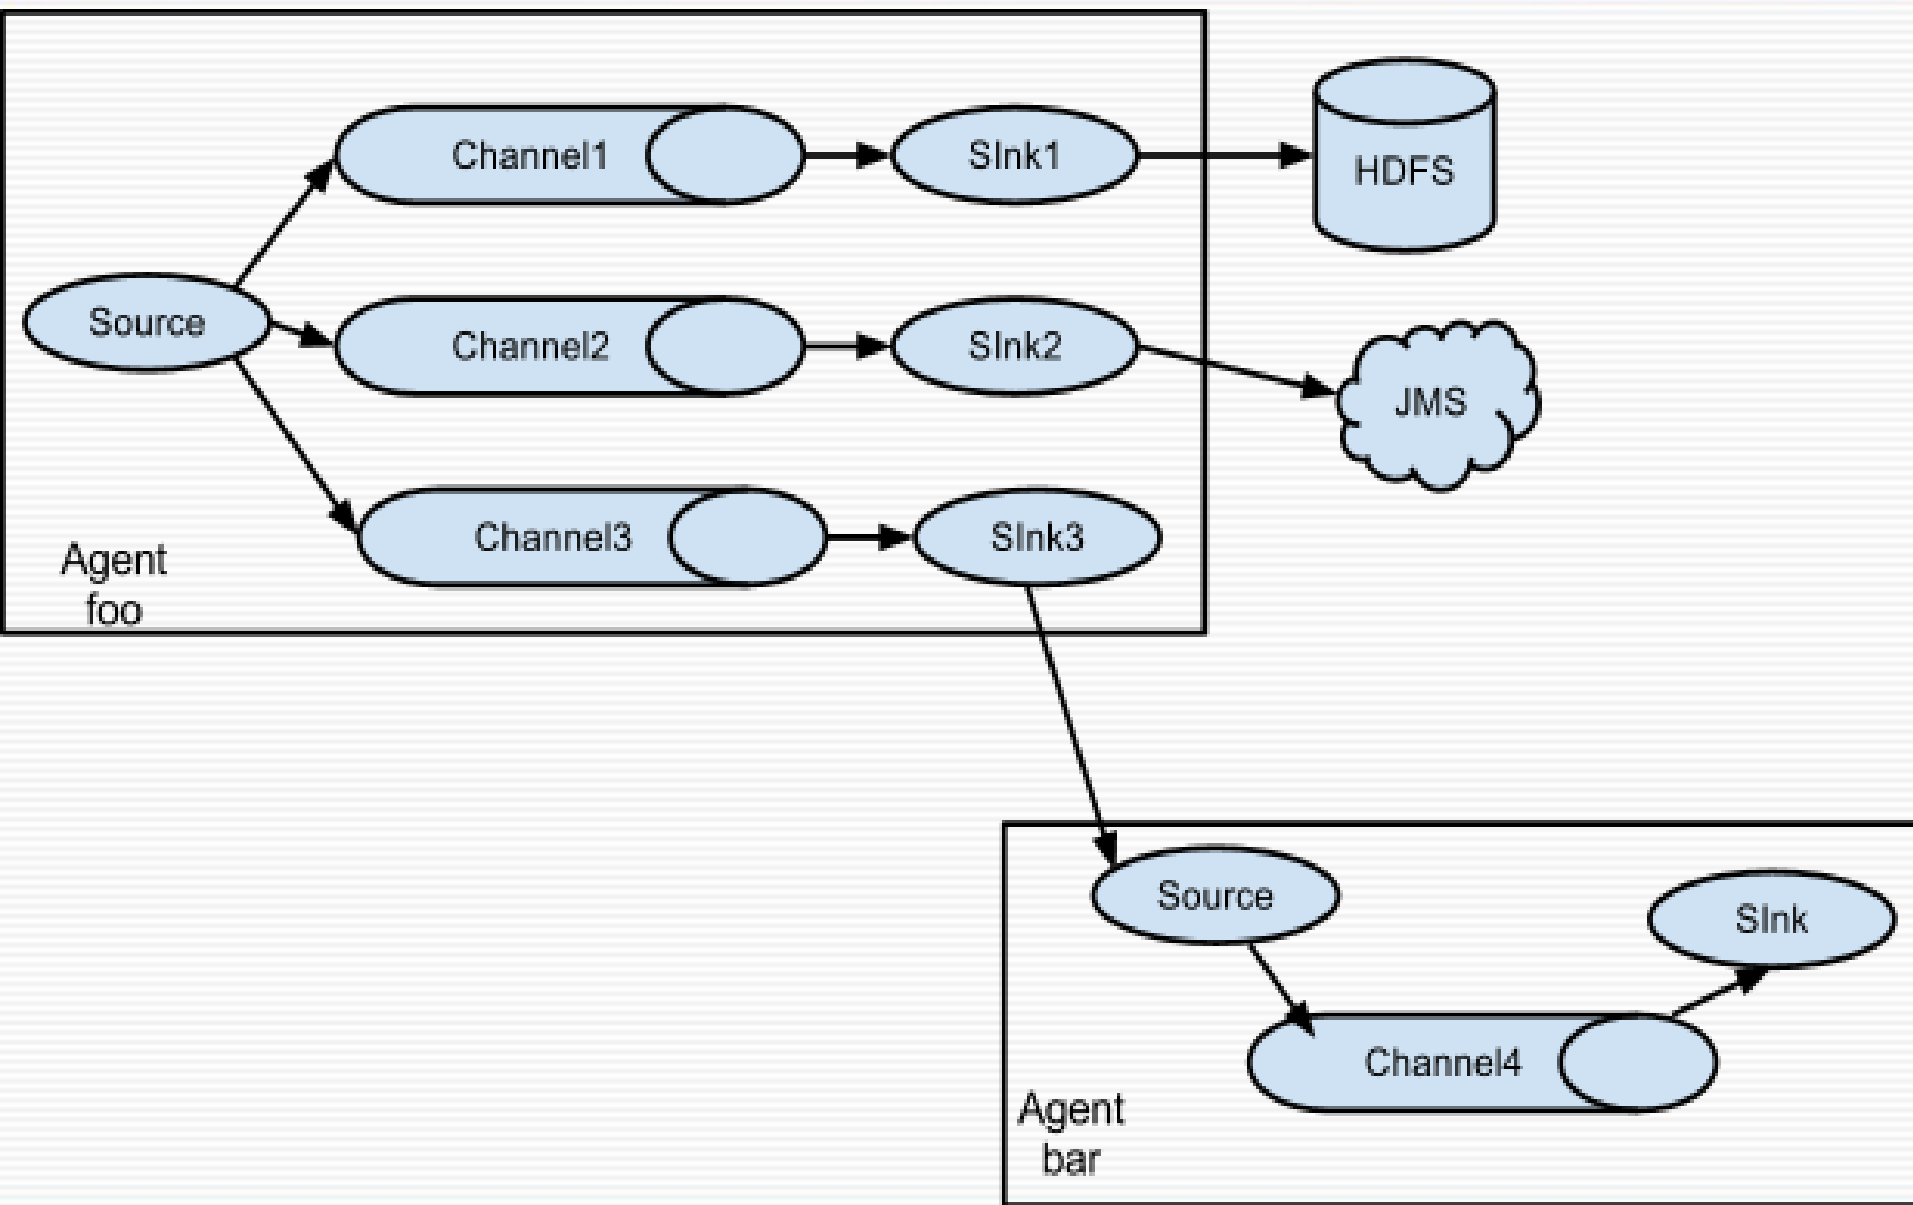 Channel1
SInk1
HDFS
Source
Channel2
SInk2
JMS
Channel3
SInk3
Agent
foo
Source
SInk
Channel4
Agent
bar